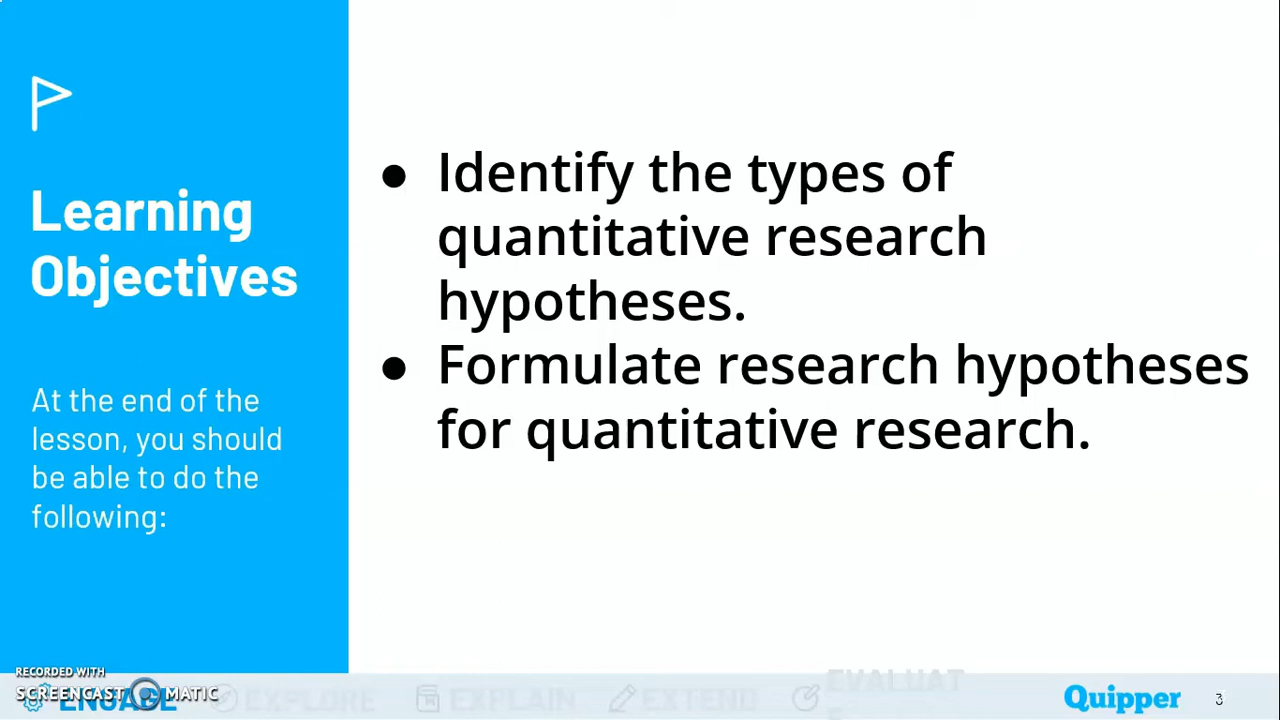 Learning
Objectives
At the end of the
lesson, you should
be able to do the
following:
● Identify the types of
quantitative research
hypotheses.
● Formulate research hypotheses
for quantitative research.
RECORDED WITH
SCREENCAST MATIC
ENGAGE
EXPLORE
EXPLAIN
EXTEND
EVALUAT
E
Quipper
3